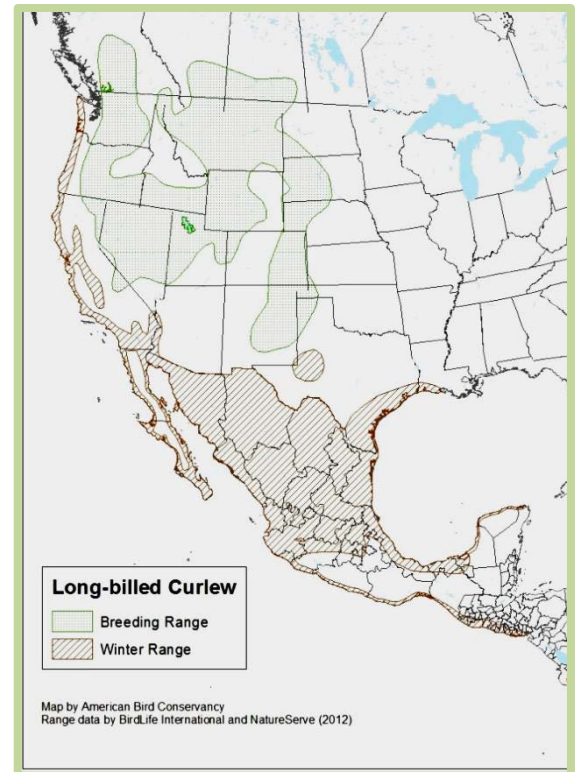 Long-billed Curlew
Breeding Range
Winter Range
Map by American Bird Conservancy
Range data by BirdLife International and NatureServe (2012)